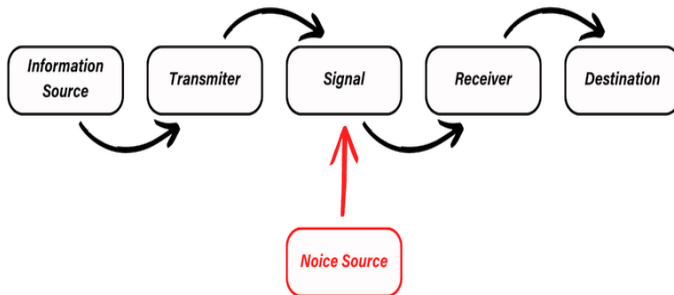 Information
Source
Transmiter
Signal
Receiver
Destination
Noice Source